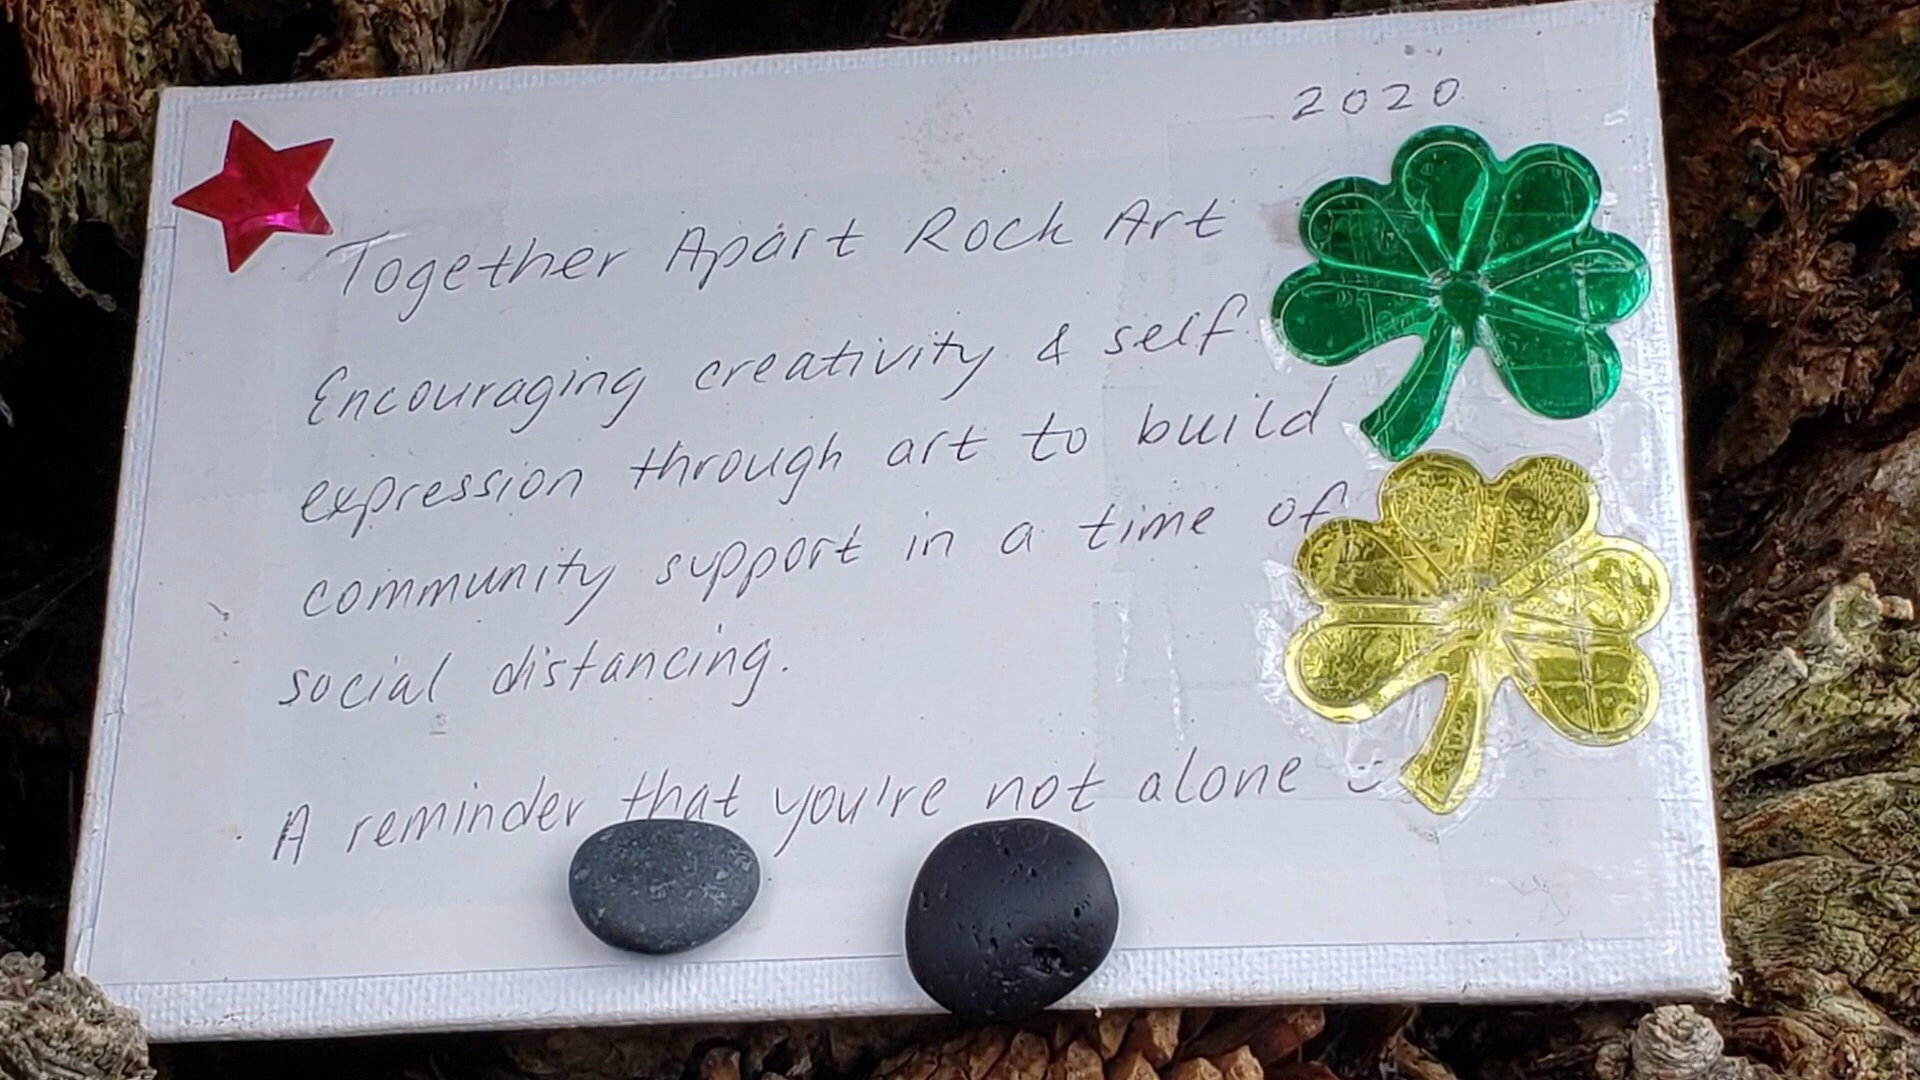 2020
Together Apart Rock Art
Encouraging creativity & self
expression through art to build
community support in a time of
social distancing.
A reminder that you're not alone